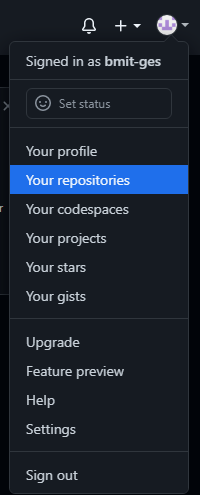 Signed in as bmit-ges
Set status
Your profile
Your repositories
Your codespaces
Your projects
Your stars
Your gists
Upgrade
Feature preview
Help
Settings
Sign out